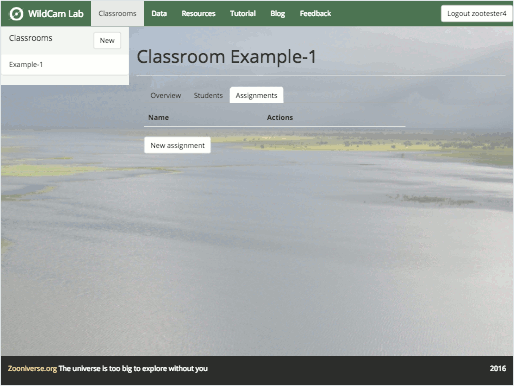 WildCam Lab Classrooms Data Resources Tutorial Blog Feedback Logout zootester4
Classrooms New
Example-1
Classroom Example-1
Overview Students Assignments
Name Actions
New assignment
Zooniverse.org The universe is too big to explore without you 2016